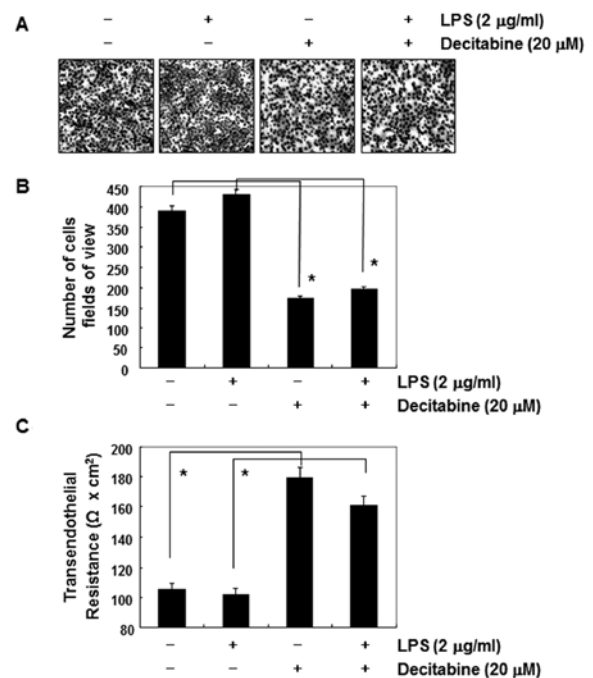 A
– + – + LPS (2 µg/ml)
– – + + Decitabine (20 µM)
B
Number of cells
fields of view
450
400
350
300
250
200
150
100
50
0
*
*
– + – + LPS (2 µg/ml)
– – + + Decitabine (20 µM)
C
Transendothelial
Resistance (Ω x cm²)
200
180
160
140
120
100
80
*
*
– + – + LPS (2 µg/ml)
– – + + Decitabine (20 µM)